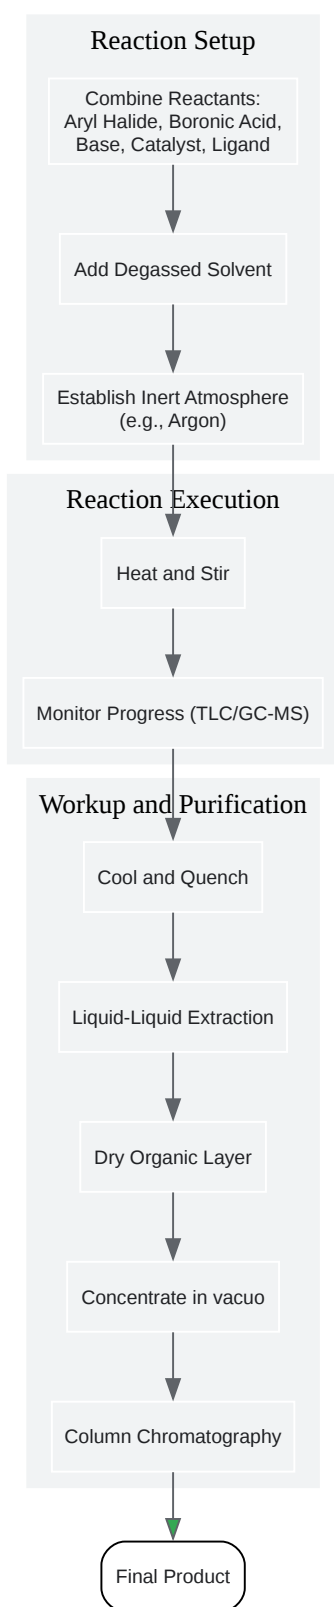 Reaction Setup
Combine Reactants:
Aryl Halide, Boronic Acid,
Base, Catalyst, Ligand
Add Degassed Solvent
Establish Inert Atmosphere
(e.g., Argon)
Reaction Execution
Heat and Stir
Monitor Progress (TLC/GC-MS)
Workup and Purification
Cool and Quench
Liquid-Liquid Extraction
Dry Organic Layer
Concentrate in vacuo
Column Chromatography
Final Product